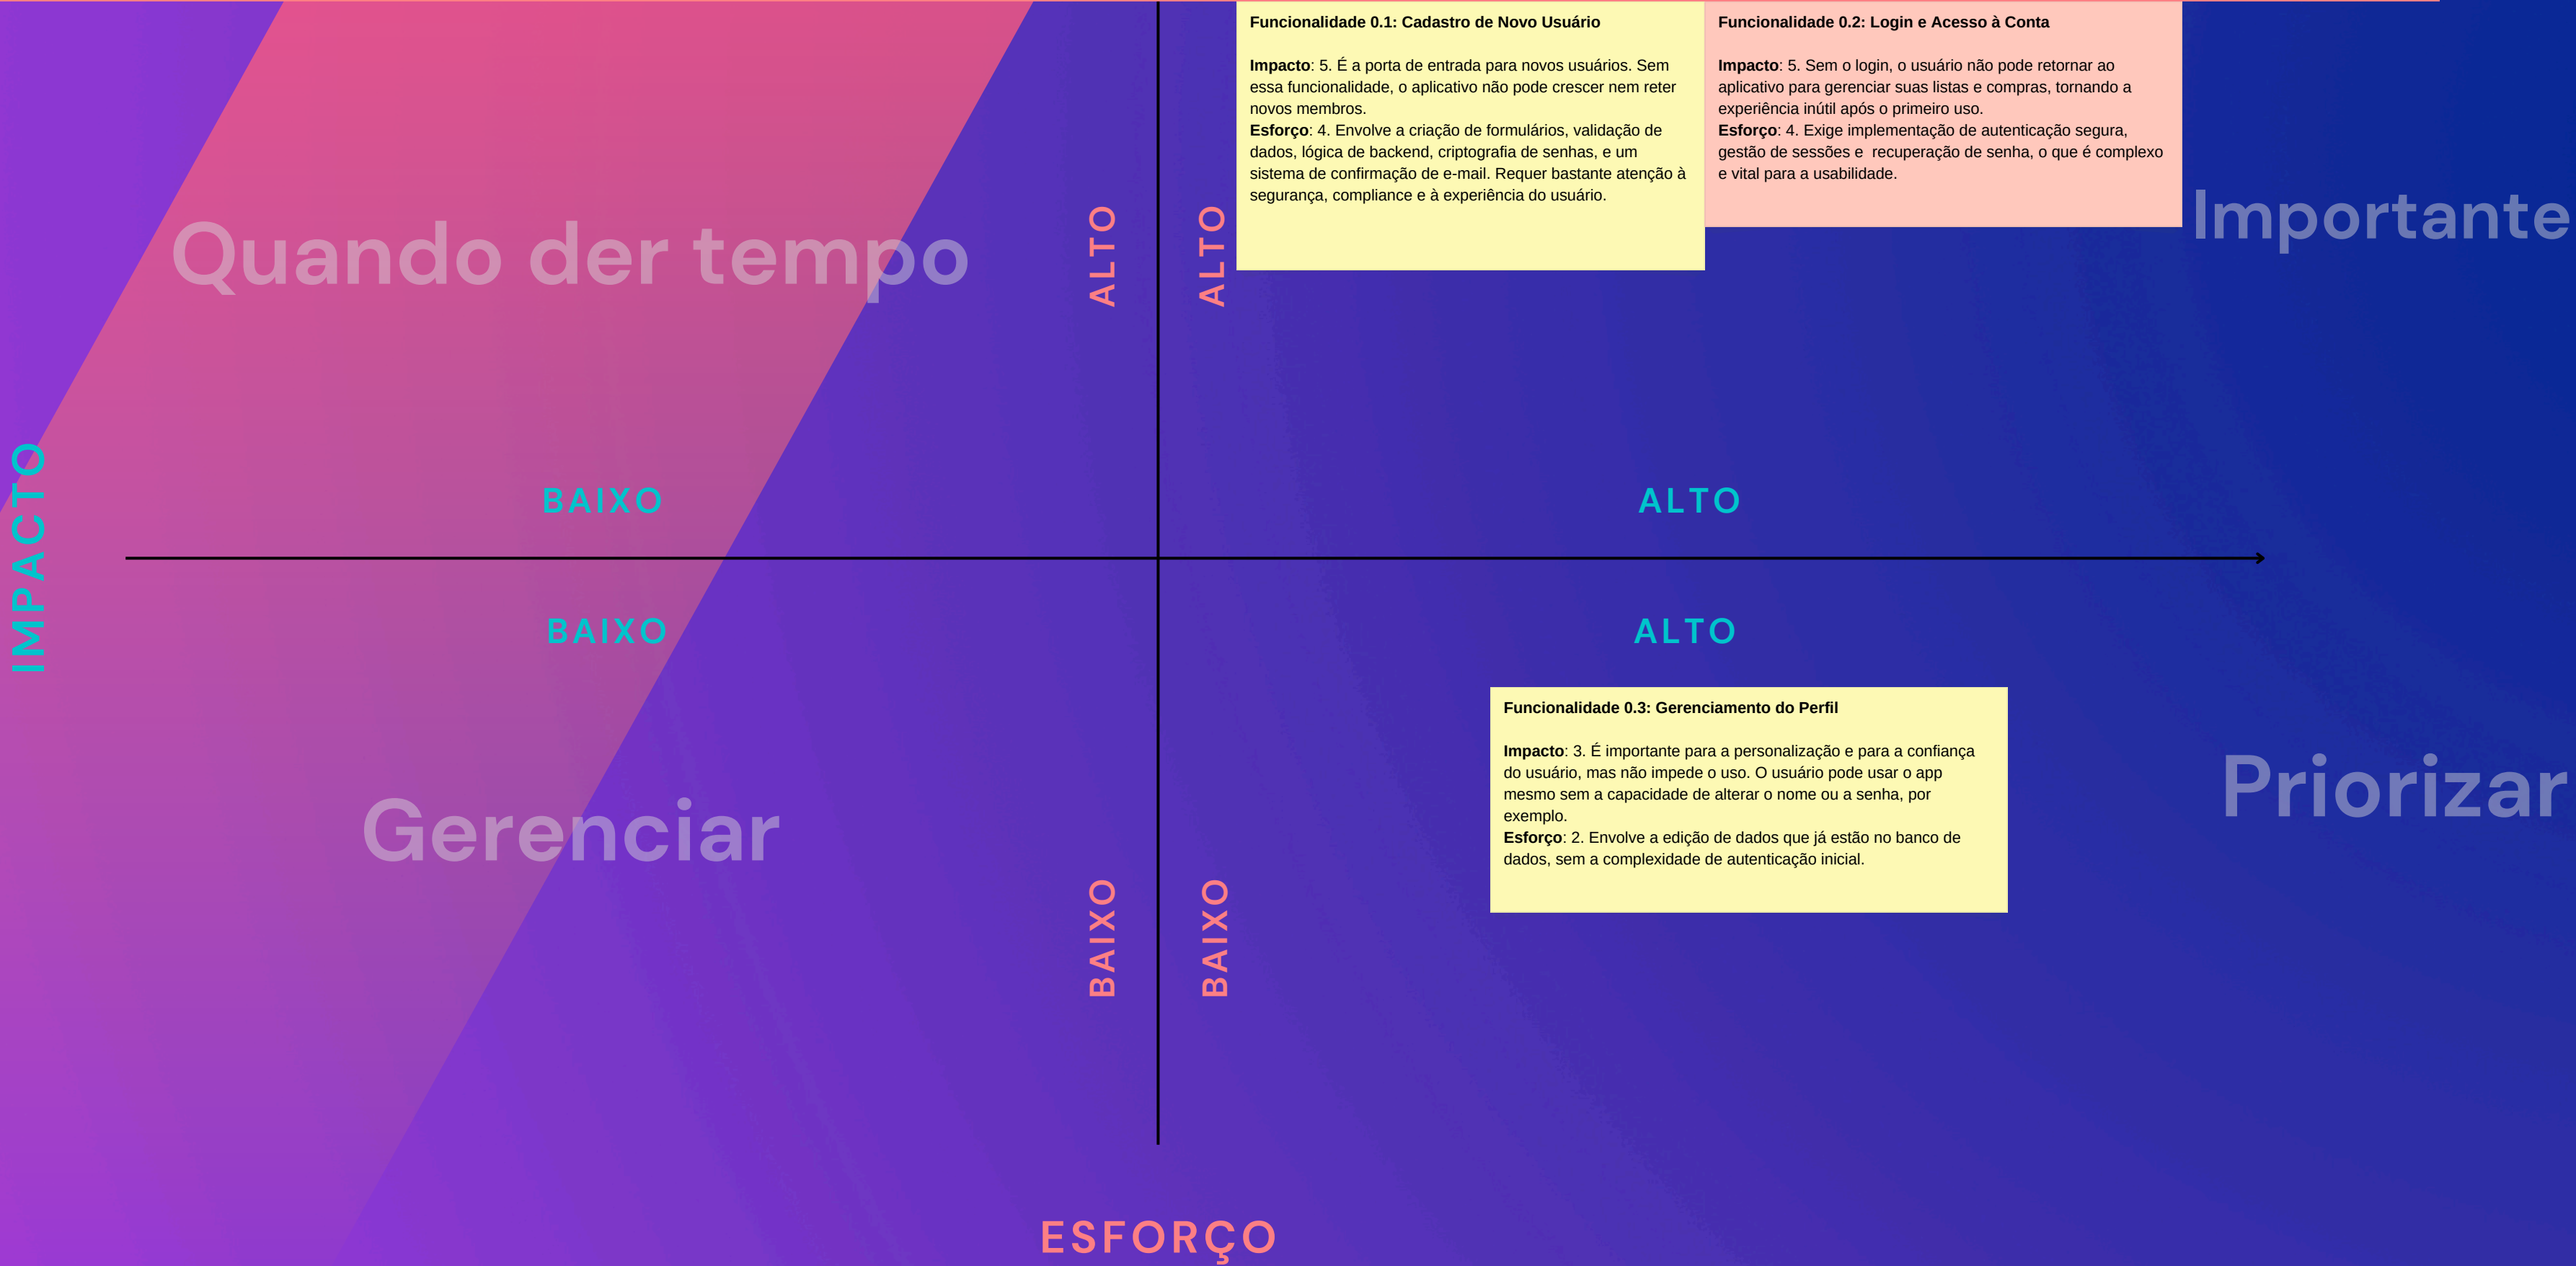 Funcionalidade 0.1: Cadastro de Novo Usuário
Impacto: 5. É a porta de entrada para novos usuários. Sem
essa funcionalidade, o aplicativo não pode crescer nem reter
novos membros.
Esforço: 4. Envolve a criação de formulários, validação de
dados, lógica de backend, criptografia de senhas, e um
sistema de confirmação de e-mail. Requer bastante atenção à
segurança, compliance e à experiência do usuário.
Funcionalidade 0.2: Login e Acesso à Conta
Impacto: 5. Sem o login, o usuário não pode retornar ao
aplicativo para gerenciar suas listas e compras, tornando a
experiência inútil após o primeiro uso.
Esforço: 4. Exige implementação de autenticação segura,
gestão de sessões e  recuperação de senha, o que é complexo
e vital para a usabilidade.
Quando der tempo
ALTO
ALTO
Importante
IMPACTO
BAIXO
ALTO
BAIXO
ALTO
Funcionalidade 0.3: Gerenciamento do Perfil
Impacto: 3. É importante para a personalização e para a confiança
do usuário, mas não impede o uso. O usuário pode usar o app
mesmo sem a capacidade de alterar o nome ou a senha, por
exemplo.
Esforço: 2. Envolve a edição de dados que já estão no banco de
dados, sem a complexidade de autenticação inicial.
Priorizar
Gerenciar
BAIXO
BAIXO
ESFORÇO